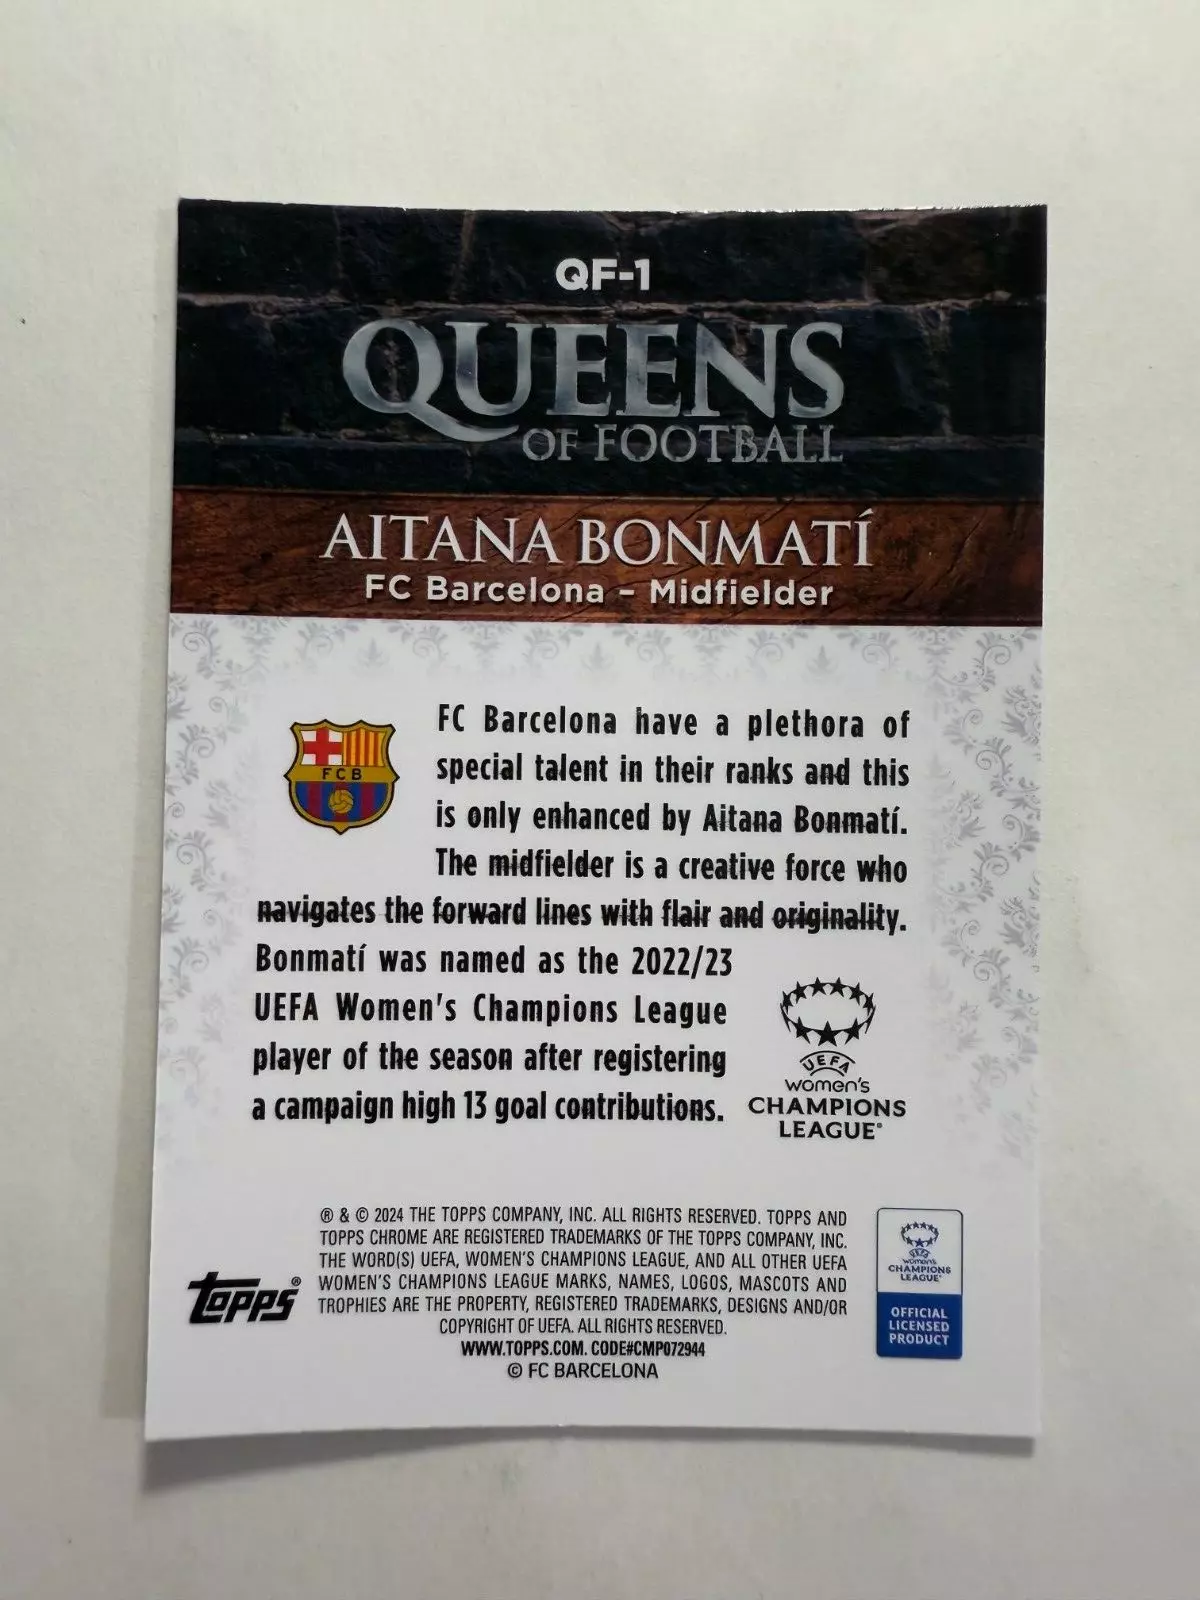 QF-1
QUEENS
OF FOOTBALL
AITANA BONMATÍ
FC Barcelona – Midfielder
FCB
FC Barcelona have a plethora of
special talent in their ranks and this
is only enhanced by Aitana Bonmatí.
The midfielder is a creative force who
navigates the forward lines with flair and originality.
Bonmatí was named as the 2022/23
UEFA Women's Champions League
player of the season after registering
a campaign high 13 goal contributions.
UEFA
women's
CHAMPIONS
LEAGUE®
® & © 2024 THE TOPPS COMPANY, INC. ALL RIGHTS RESERVED. TOPPS AND
TOPPS CHROME ARE REGISTERED TRADEMARKS OF THE TOPPS COMPANY, INC.
THE WORD(S) UEFA, WOMEN'S CHAMPIONS LEAGUE, AND ALL OTHER UEFA
WOMEN'S CHAMPIONS LEAGUE MARKS, NAMES, LOGOS, MASCOTS AND
TROPHIES ARE THE PROPERTY, REGISTERED TRADEMARKS, DESIGNS AND/OR
COPYRIGHT OF UEFA. ALL RIGHTS RESERVED.
WWW.TOPPS.COM. CODE#CMP072944
© FC BARCELONA
Topps®
UEFA
women's
CHAMPIONS
LEAGUE®
OFFICIAL
LICENSED
PRODUCT